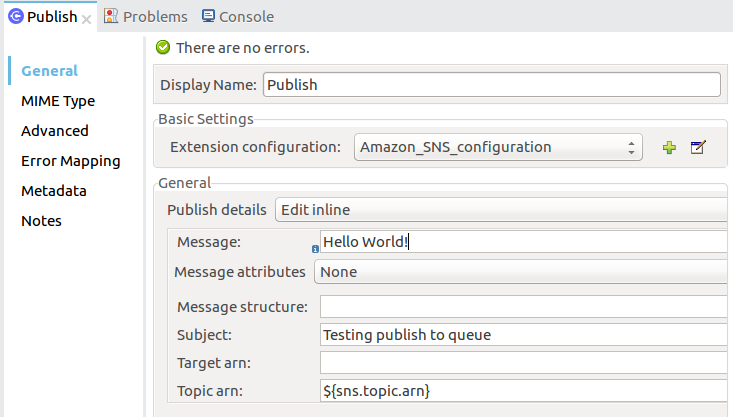 Publish Problems Console
There are no errors.
General
MIME Type
Advanced
Error Mapping
Metadata
Notes
Display Name: Publish
Basic Settings
Extension configuration: Amazon_SNS_configuration
General
Publish details Edit inline
Message: Hello World!
Message attributes None
Message structure:
Subject: Testing publish to queue
Target arn:
Topic arn: ${sns.topic.arn}